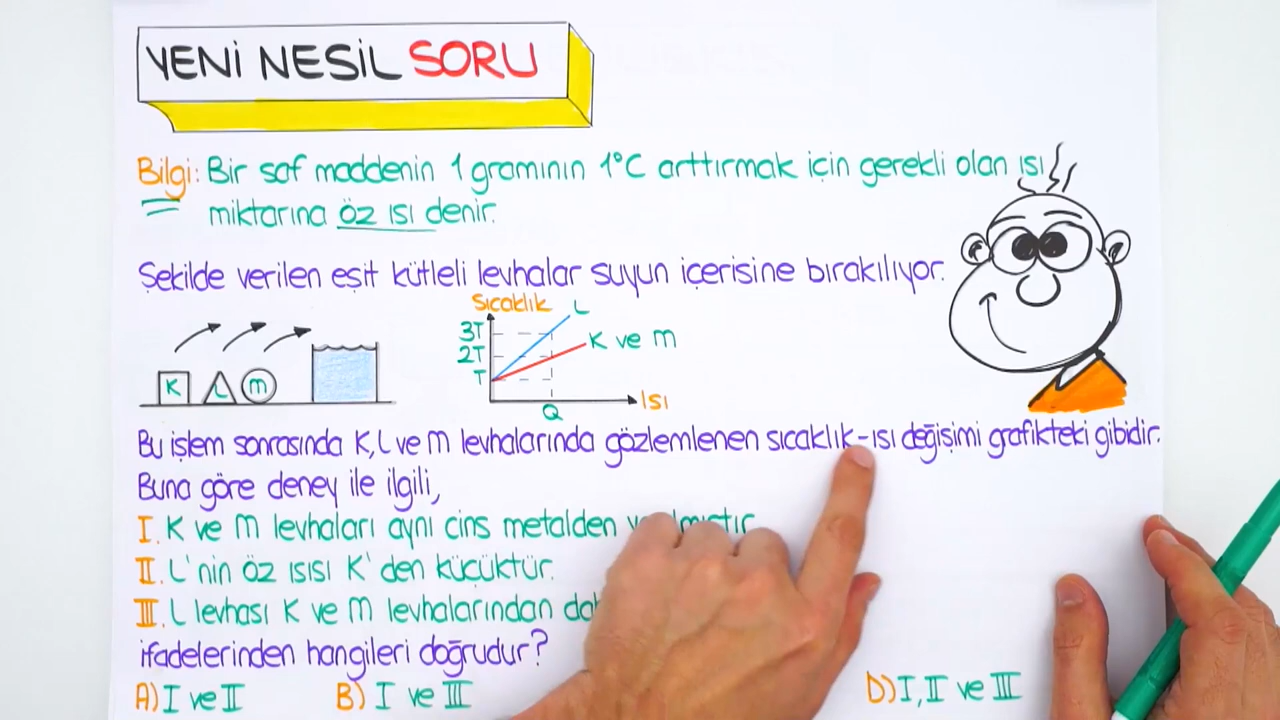 YENİ NESİL SORU
Bilgi: Bir saf maddenin 1 gramının 1°C arttırmak için gerekli olan ısı
miktarına öz ısı denir.
Şekilde verilen eşit kütleli levhalar suyun içerisine bırakılıyor.
Sıcaklık
L
3T
K ve M
2T
K L M
T
Isı
Q
Bu işlem sonrasında K, L ve M levhalarında gözlemlenen sıcaklık-ısı değişimi grafikteki gibidir.
Buna göre deney ile ilgili,
I. K ve M levhaları aynı cins metalden
II. L'nin öz ısısı K'den küçüktür.
III. L levhası K ve M levhalarından
ifadelerinden hangileri doğrudur?
A) I ve II B) I ve III D) I, II ve III